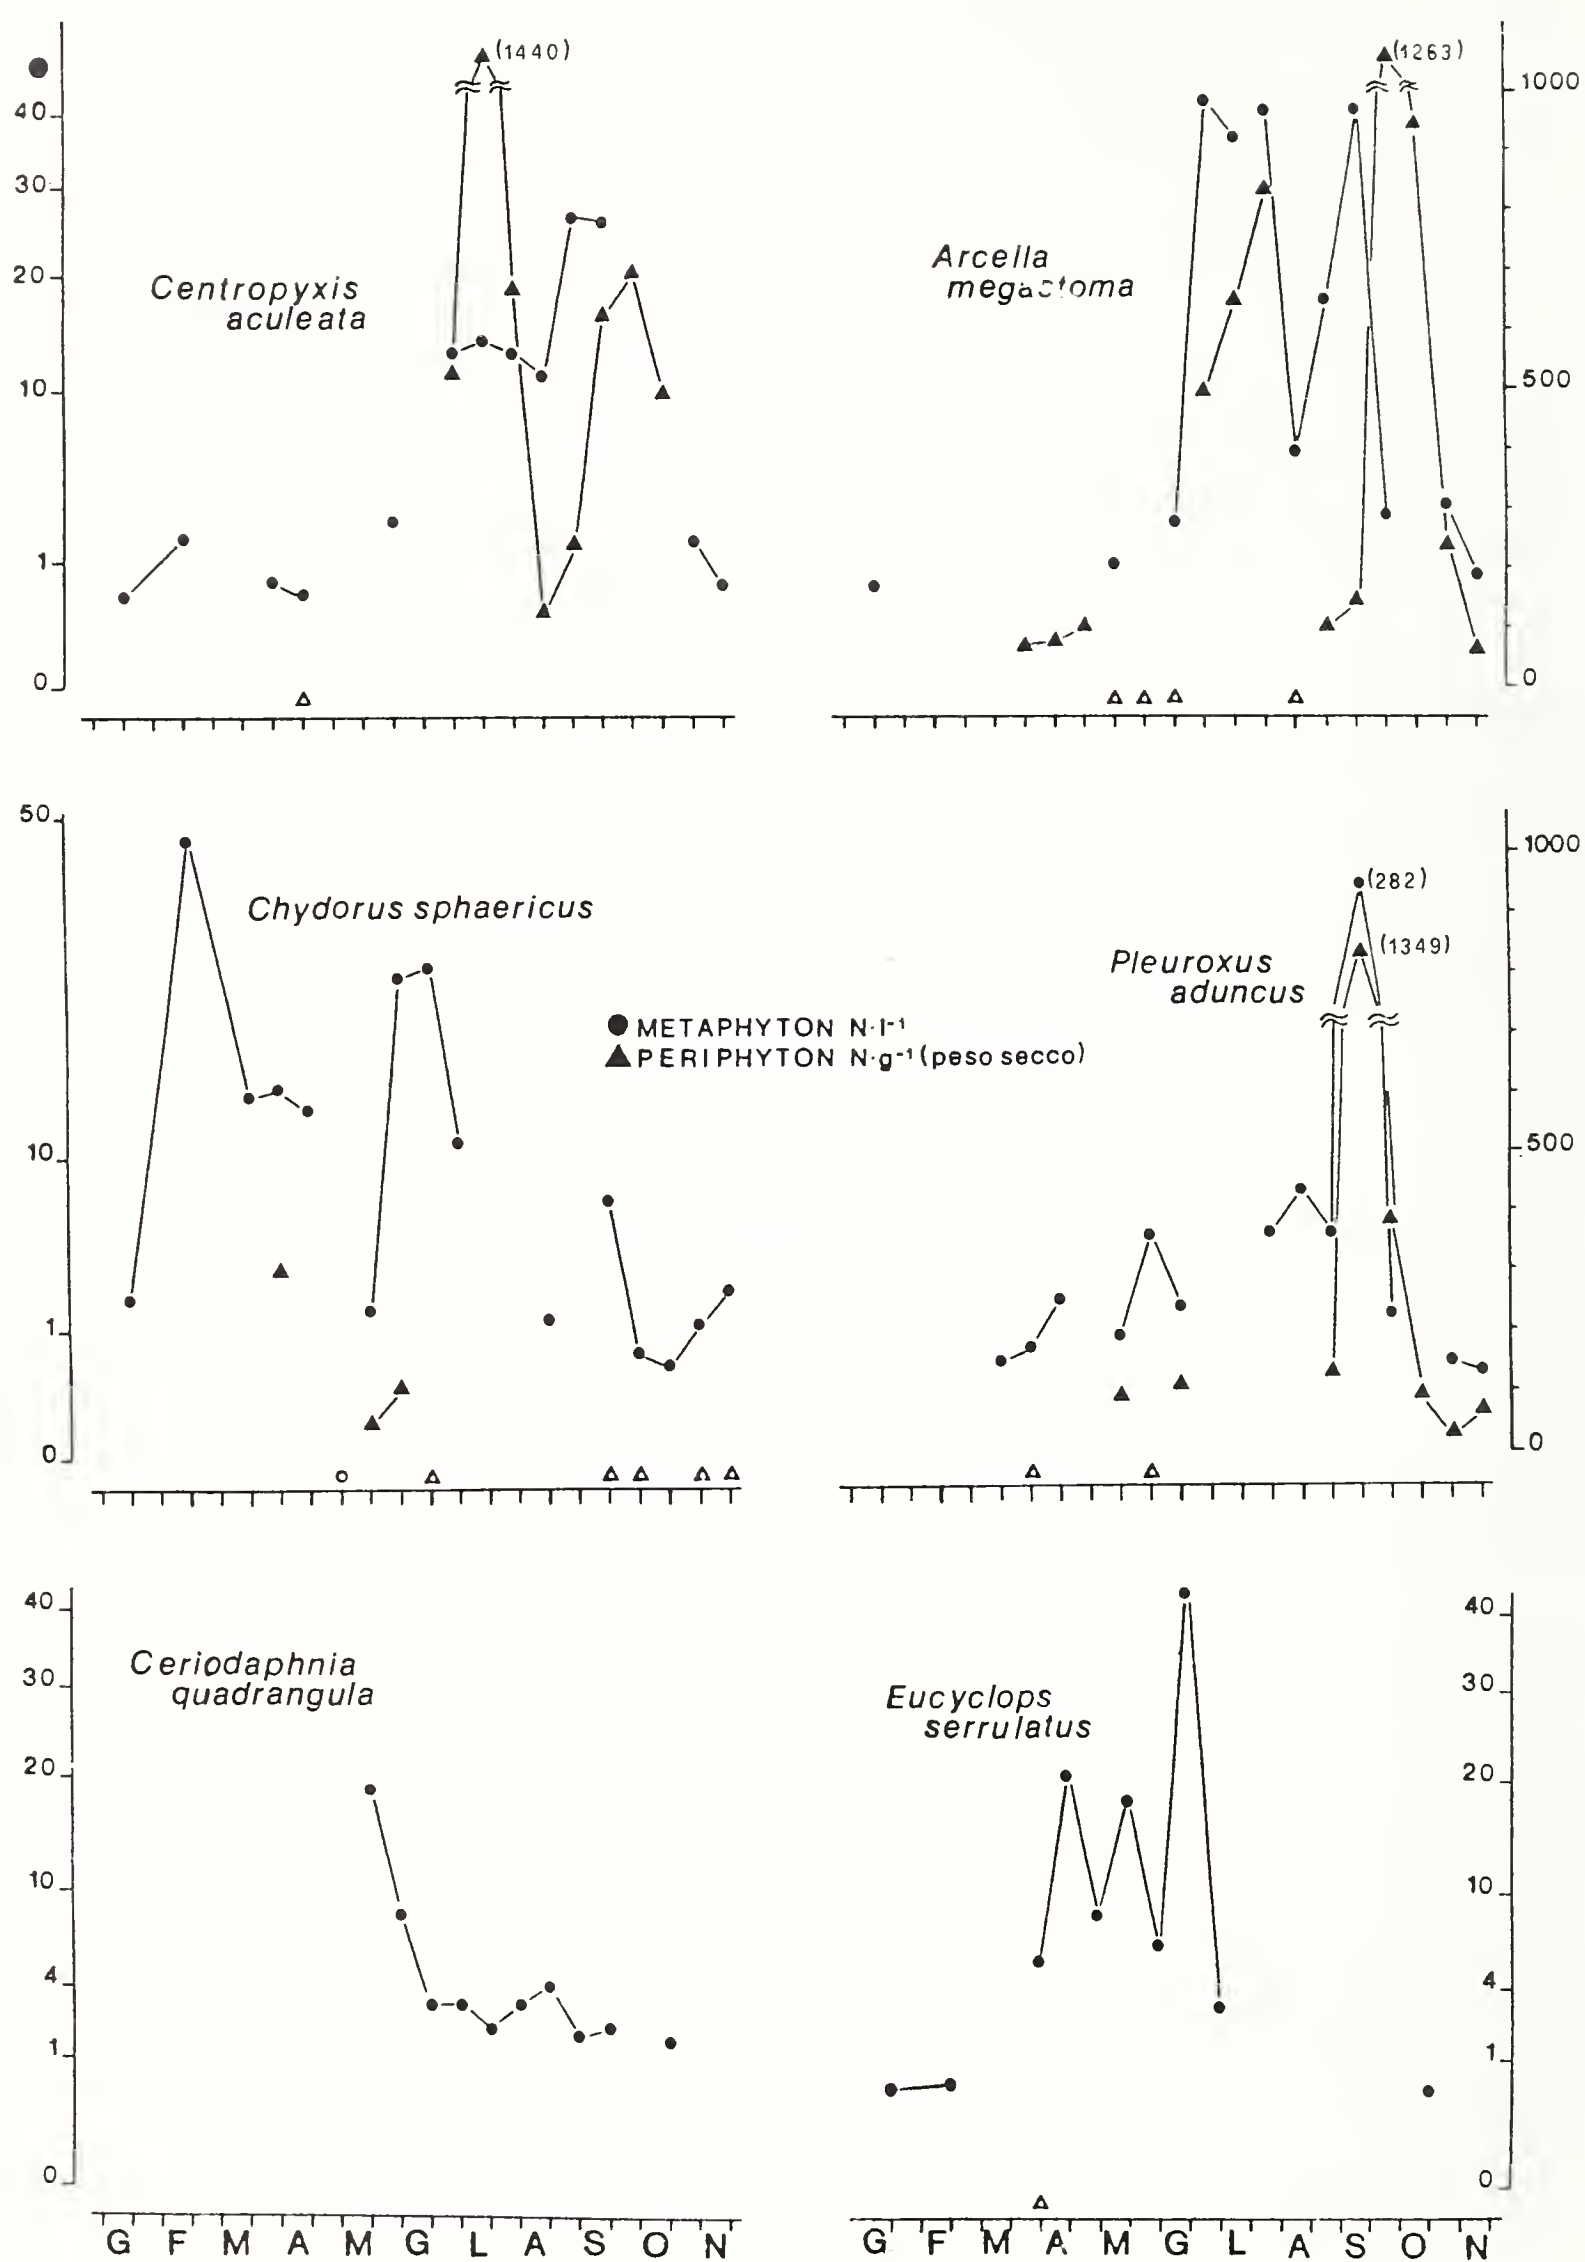 (1440)
(1263)
40
30
20
10
1
0
Centropyxis
aculeata
Arcella
megastoma
1000
500
0
50
10
1
0
Chydorus sphaericus
(282)
(1349)
Pleuroxus
aduncus
● METAPHYTON N·l⁻¹
▲ PERIPHYTON N·g⁻¹ (peso secco)
1000
500
0
40
30
20
10
4
1
0
Ceriodaphnia
quadrangula
Eucyclops
serrulatus
40
30
20
10
4
1
0
G F M A M G L A S O N
G F M A M G L A S O N